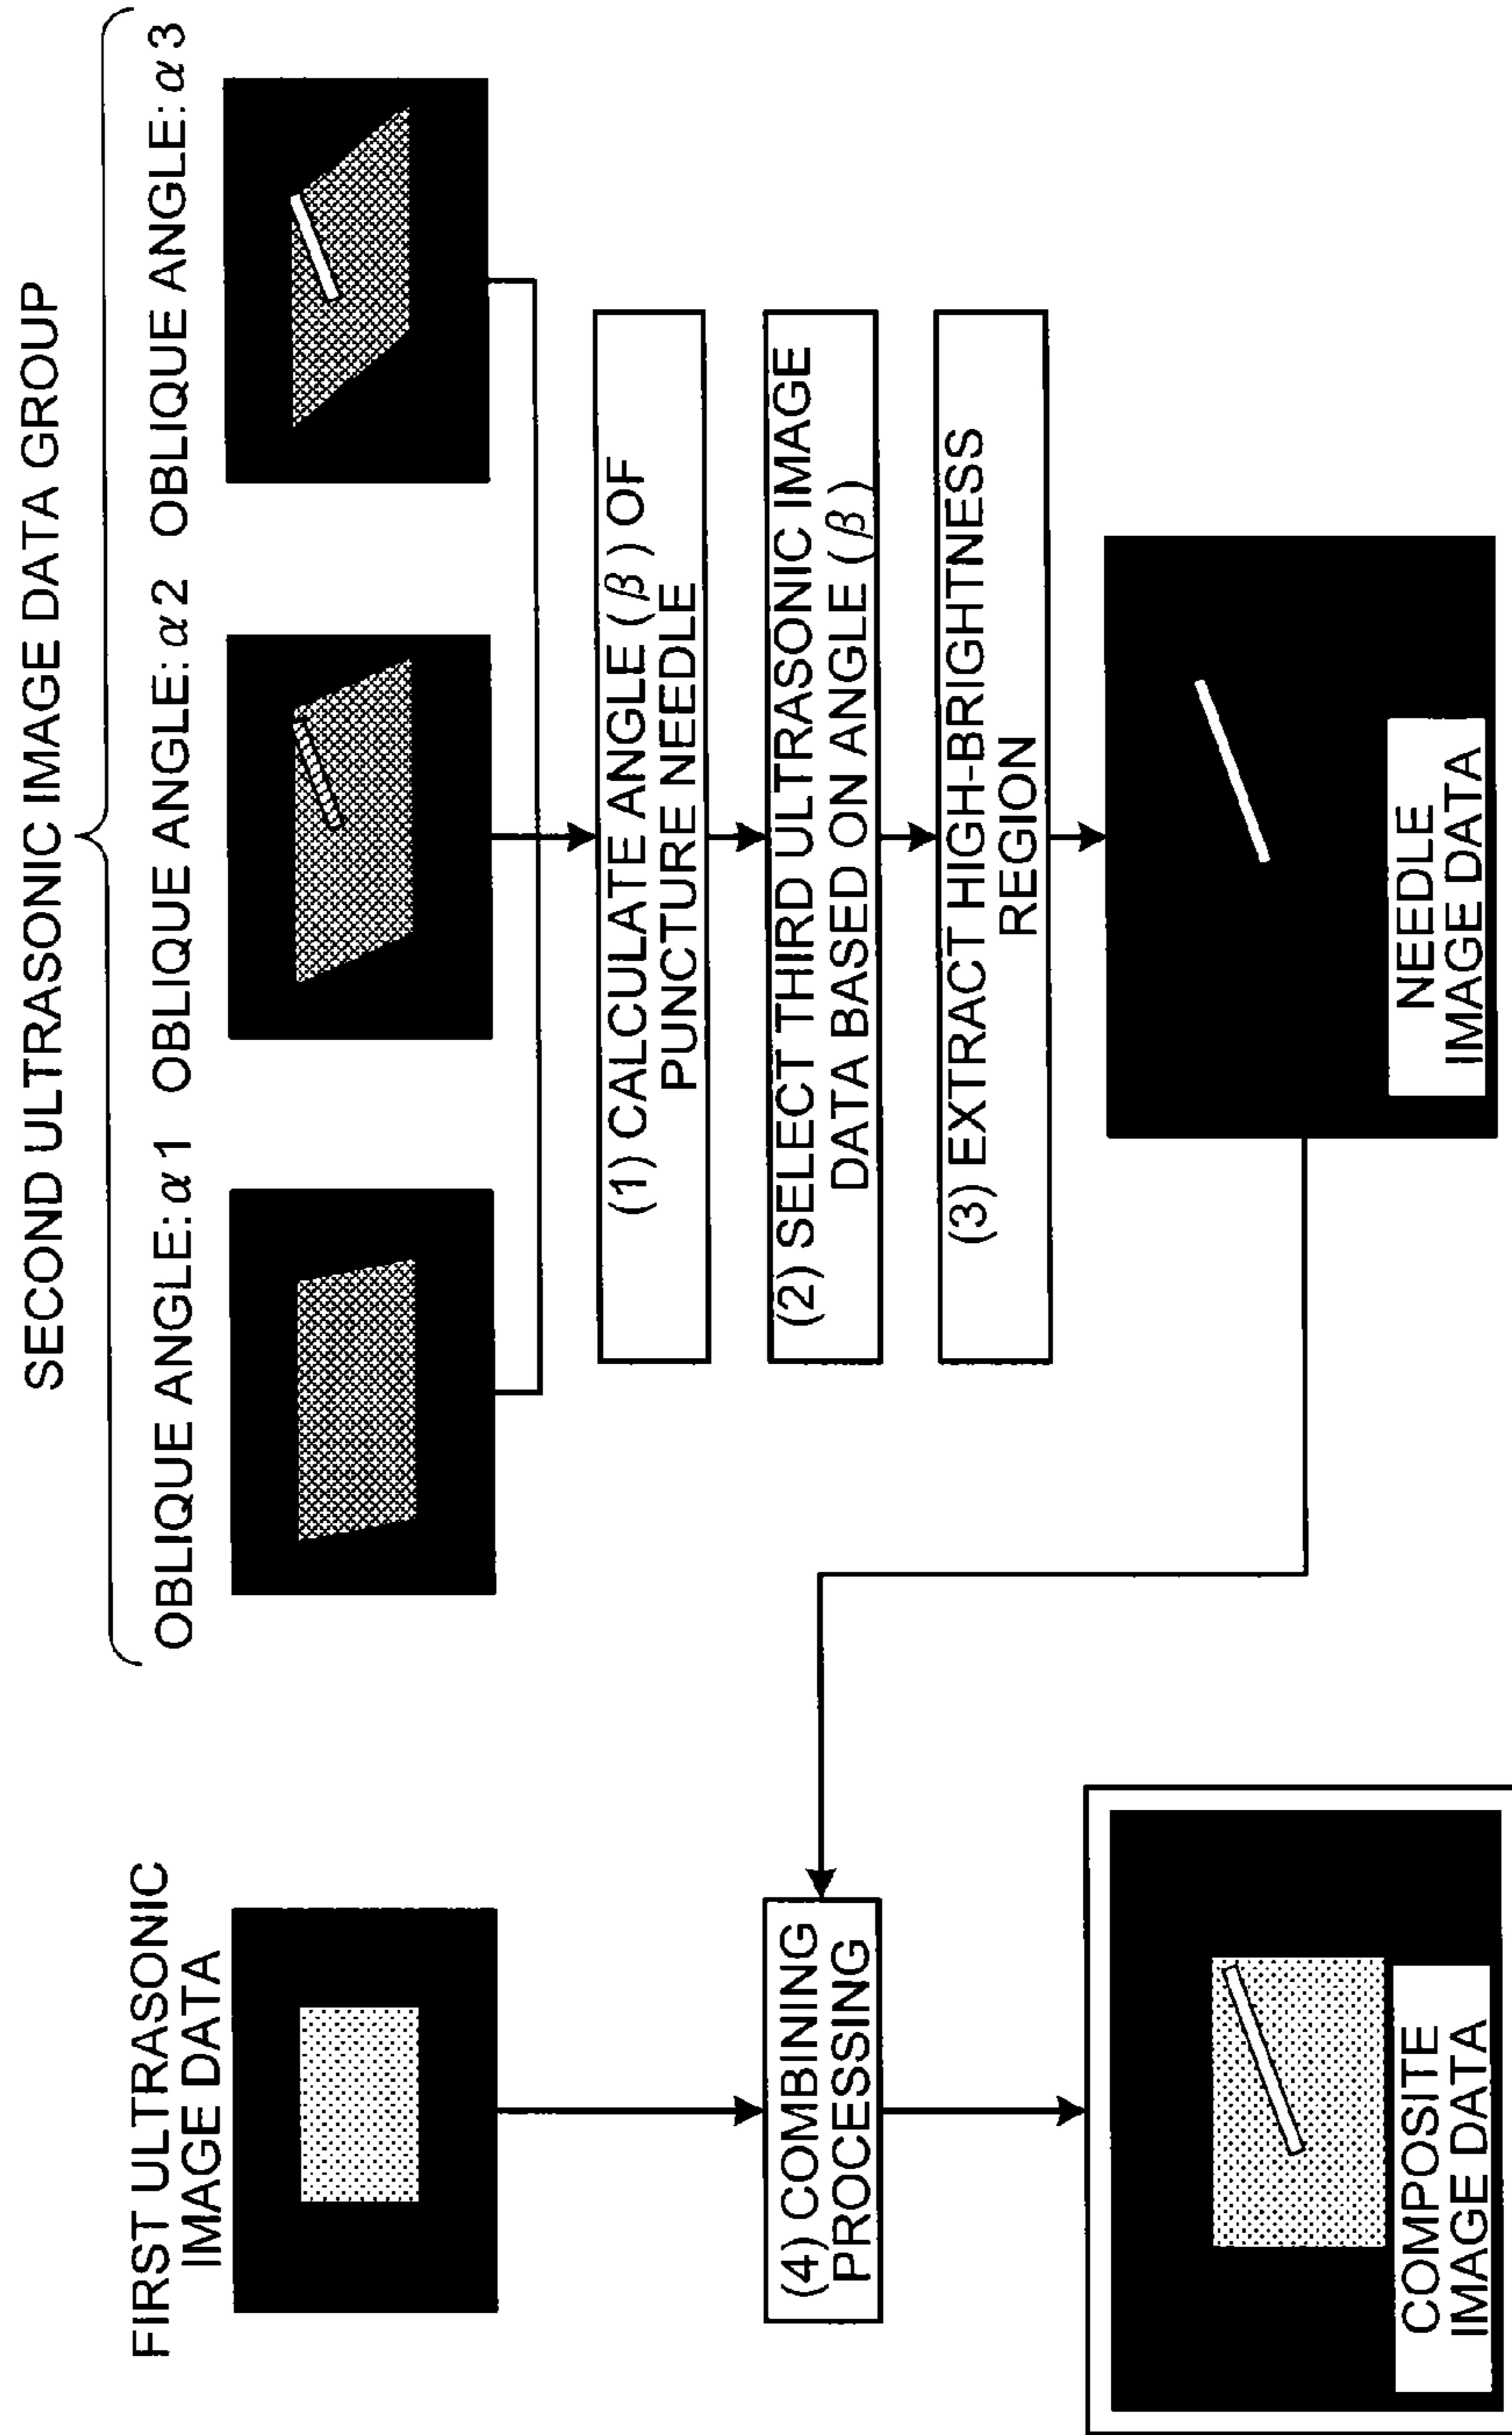 FIRST ULTRASONIC
IMAGE DATA
SECOND ULTRASONIC IMAGE DATA GROUP
OBLIQUE ANGLE: α1
OBLIQUE ANGLE: α2
OBLIQUE ANGLE: α3
(1) CALCULATE ANGLE (β) OF
PUNCTURE NEEDLE
(2) SELECT THIRD ULTRASONIC IMAGE
DATA BASED ON ANGLE (β)
(3) EXTRACT HIGH-BRIGHTNESS
REGION
NEEDLE
IMAGE DATA
(4) COMBINING
PROCESSING
COMPOSITE
IMAGE DATA